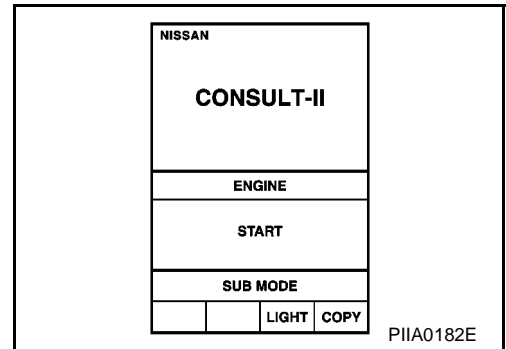 NISSAN
CONSULT-II
ENGINE
START
SUB MODE
LIGHT COPY
PIIA0182E